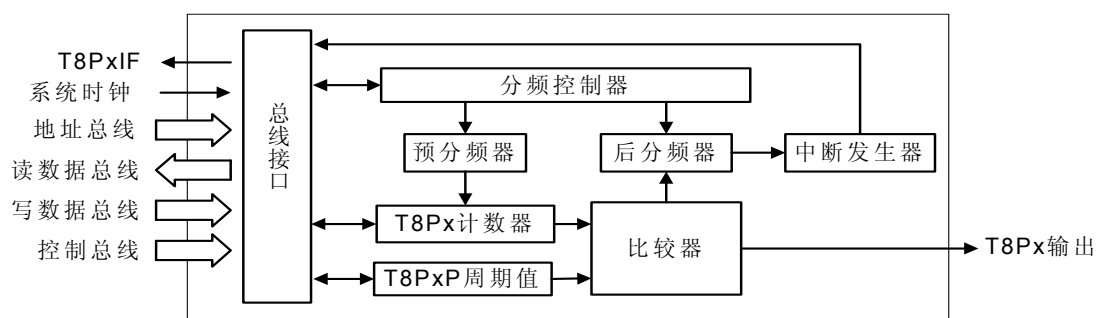 T8PxIF
系统时钟
地址总线
读数据总线
写数据总线
控制总线
总线接口
分频控制器
预分频器
后分频器
中断发生器
T8Px计数器
比较器
T8PxP周期值
T8Px输出